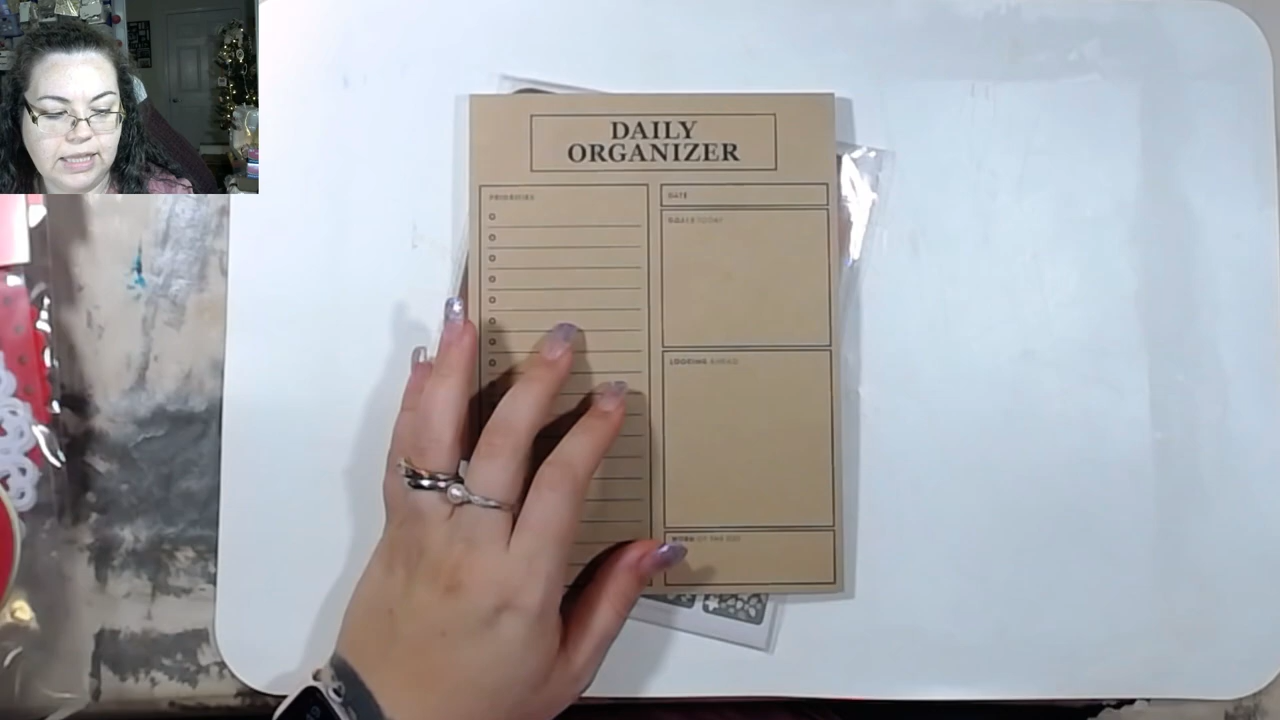 DAILY
ORGANIZER
PRIORITIES
DATE
GOALS TODAY
LOOKING AHEAD
WORD OF THE DAY